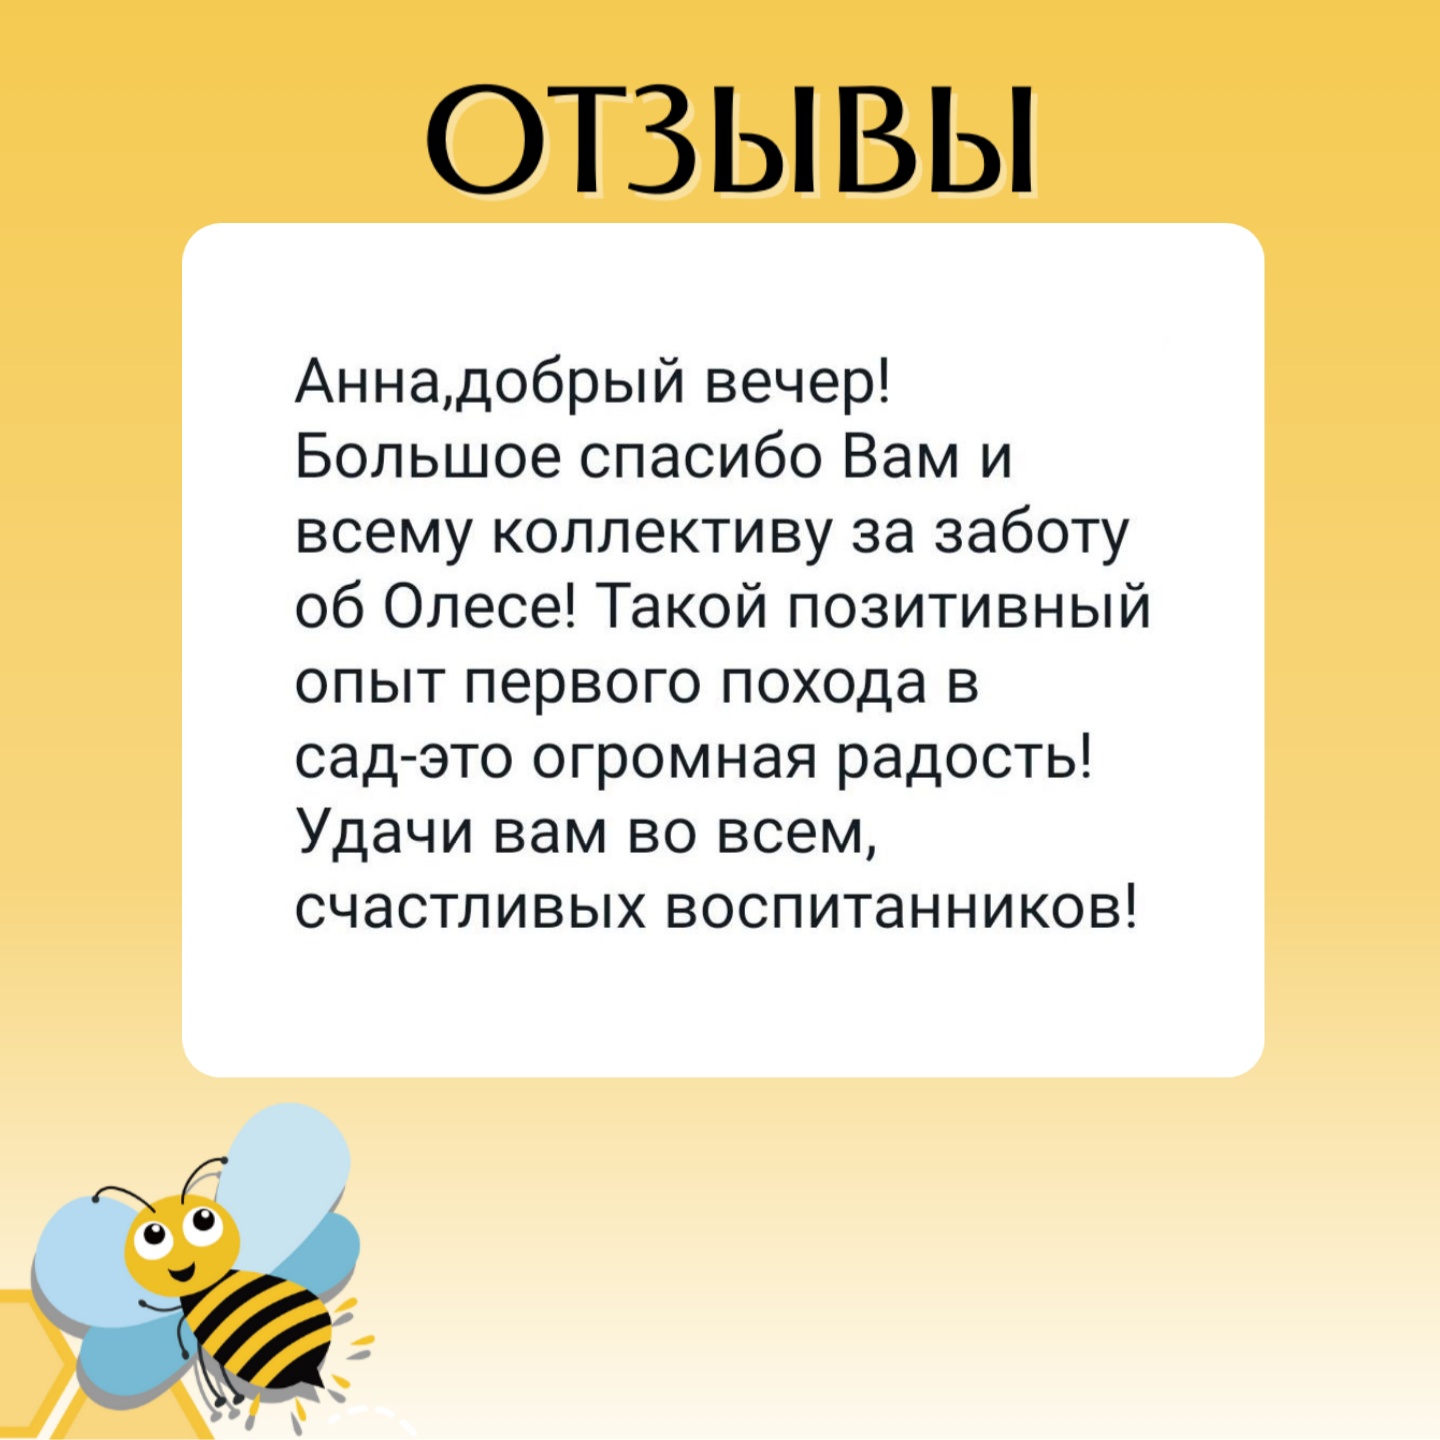 ОТЗЫВЫ
Анна,добрый вечер!
Большое спасибо Вам и
всему коллективу за заботу
об Олесе! Такой позитивный
опыт первого похода в
сад-это огромная радость!
Удачи вам во всем,
счастливых воспитанников!